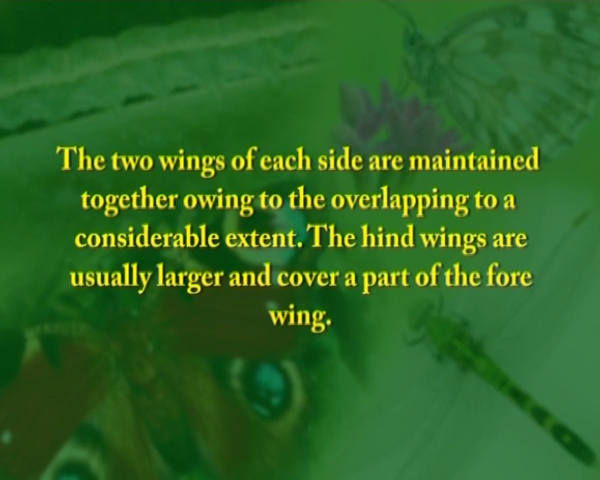 The two wings of each side are maintained
together owing to the overlapping to a
considerable extent. The hind wings are
usually larger and cover a part of the fore
wing.